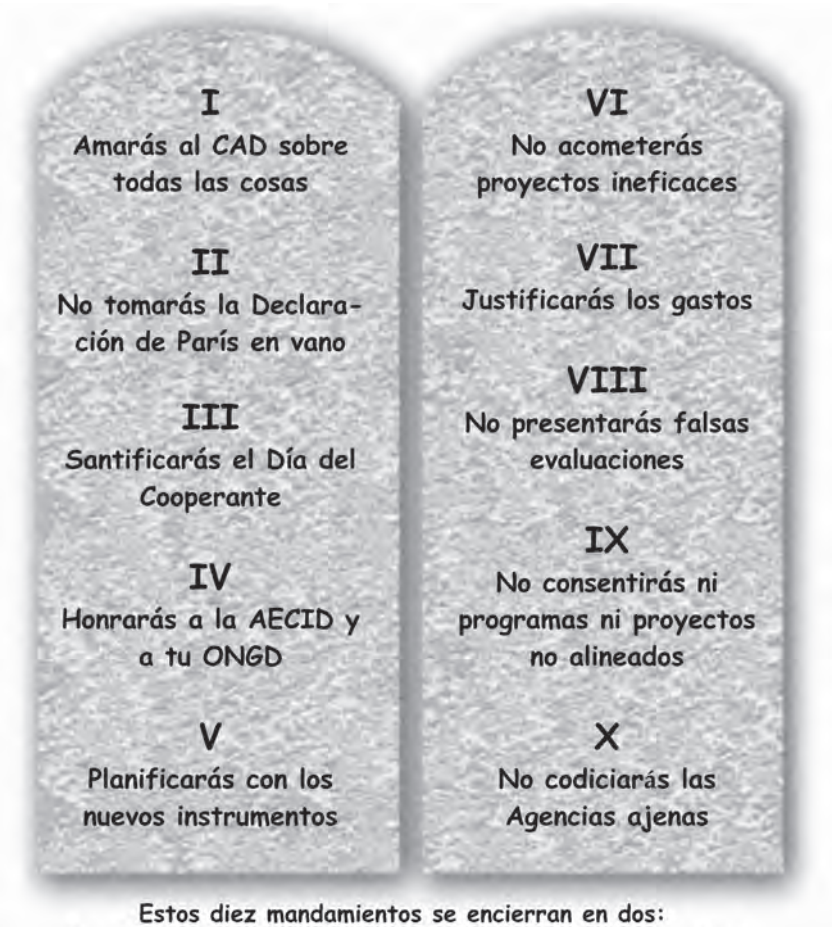 I
Amarás al CAD sobre
todas las cosas
II
No tomarás la Declara-
ción de París en vano
III
Santificarás el Día del
Cooperante
IV
Honrarás a la AECID y
a tu ONGD
V
Planificarás con los
nuevos instrumentos
VI
No acometerás
proyectos ineficaces
VII
Justificarás los gastos
VIII
No presentarás falsas
evaluaciones
IX
No consentirás ni
programas ni proyectos
no alineados
X
No codiciarás las
Agencias ajenas
Estos diez mandamientos se encierran en dos: